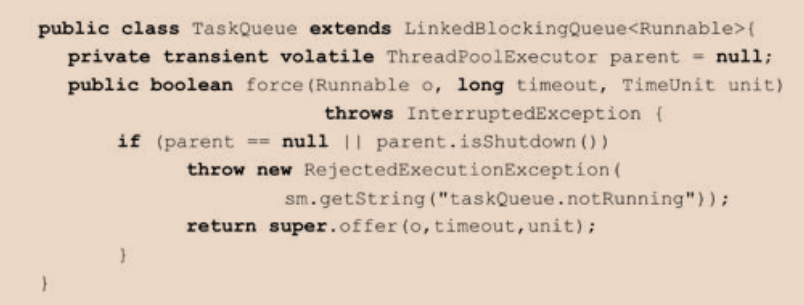 public class TaskQueue extends LinkedBlockingQueue<Runnable>{
private transient volatile ThreadPoolExecutor parent = null;
public boolean force(Runnable o, long timeout, TimeUnit unit)
throws InterruptedException {
if (parent == null || parent.isShutdown())
throw new RejectedExecutionException(
sm.getString("taskQueue.notRunning"));
return super.offer(o,timeout,unit);
}
}